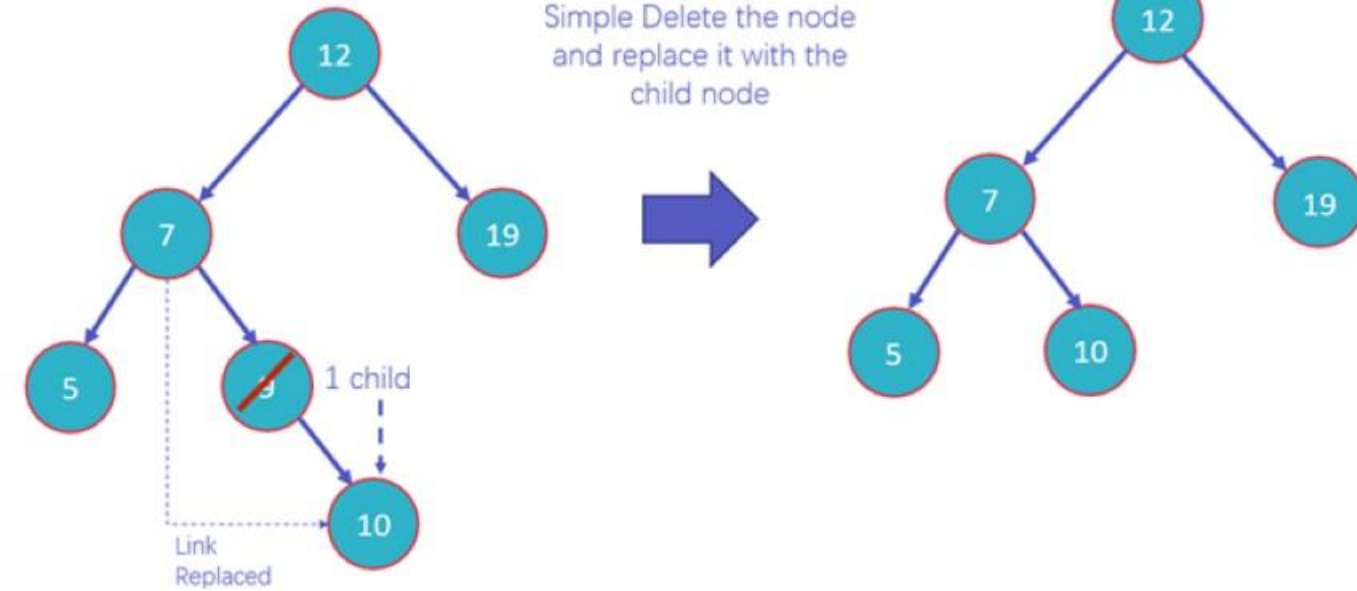 12
Simple Delete the node
and replace it with the
child node
12
7
19
7
19
5
9
1 child
5
10
10
Link
Replaced